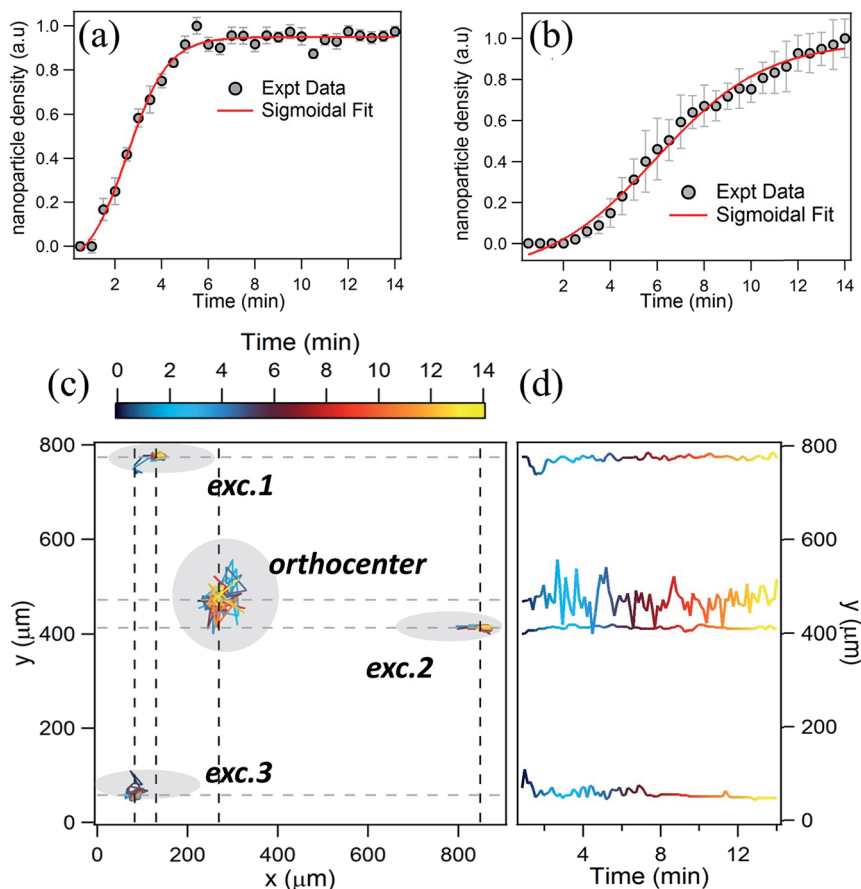 (a)
nanoparticle density (a.u)
1.0
0.8
0.6
0.4
0.2
0.0
Expt Data
Sigmoidal Fit
2 4 6 8 10 12 14
Time (min)
(b)
nanoparticle density (a.u)
1.0
0.8
0.6
0.4
0.2
0.0
Expt Data
Sigmoidal Fit
2 4 6 8 10 12 14
Time (min)
Time (min)
0 2 4 6 8 10 12 14
(c)
y (μm)
800
600
400
200
0
exc.1
orthocenter
exc.2
exc.3
0 200 400 600 800
x (μm)
(d)
800
600
400
200
0
y (μm)
4 8 12
Time (min)